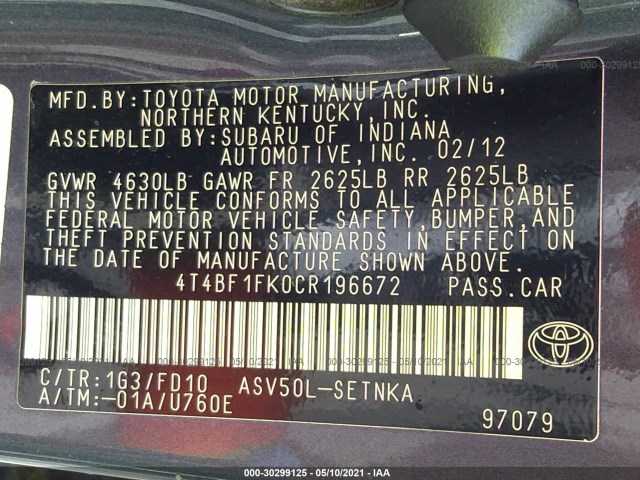 MFD.BY:TOYOTA MOTOR MANUFACTURING,
NORTHERN KENTUCKY,INC.
ASSEMBLED BY:SUBARU OF INDIANA
AUTOMOTIVE,INC. 02/12
GVWR 4630LB GAWR FR 2625LB RR 2625LB
THIS VEHICLE CONFORMS TO ALL APPLICABLE
FEDERAL MOTOR VEHICLE SAFETY,BUMPER,AND
THEFT PREVENTION STANDARDS IN EFFECT ON
THE DATE OF MANUFACTURE SHOWN ABOVE.
4T4BF1FK0CR196672 PASS.CAR
C/TR:1G3/FD10 ASV50L-SETNKA
A/TM:-01A/U760E
97079
000-30299125 - 05/10/2021 - IAA